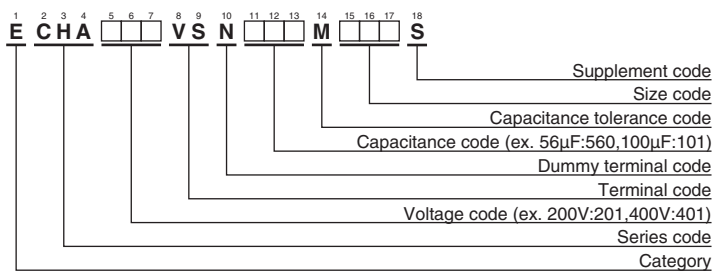 1 2 3 4 5 6 7 8 9 10 11 12 13 14 15 16 17 18
E CHA VS N M S
Supplement code
Size code
Capacitance tolerance code
Capacitance code (ex. 56μF:560,100μF:101)
Dummy terminal code
Terminal code
Voltage code (ex. 200V:201,400V:401)
Series code
Category